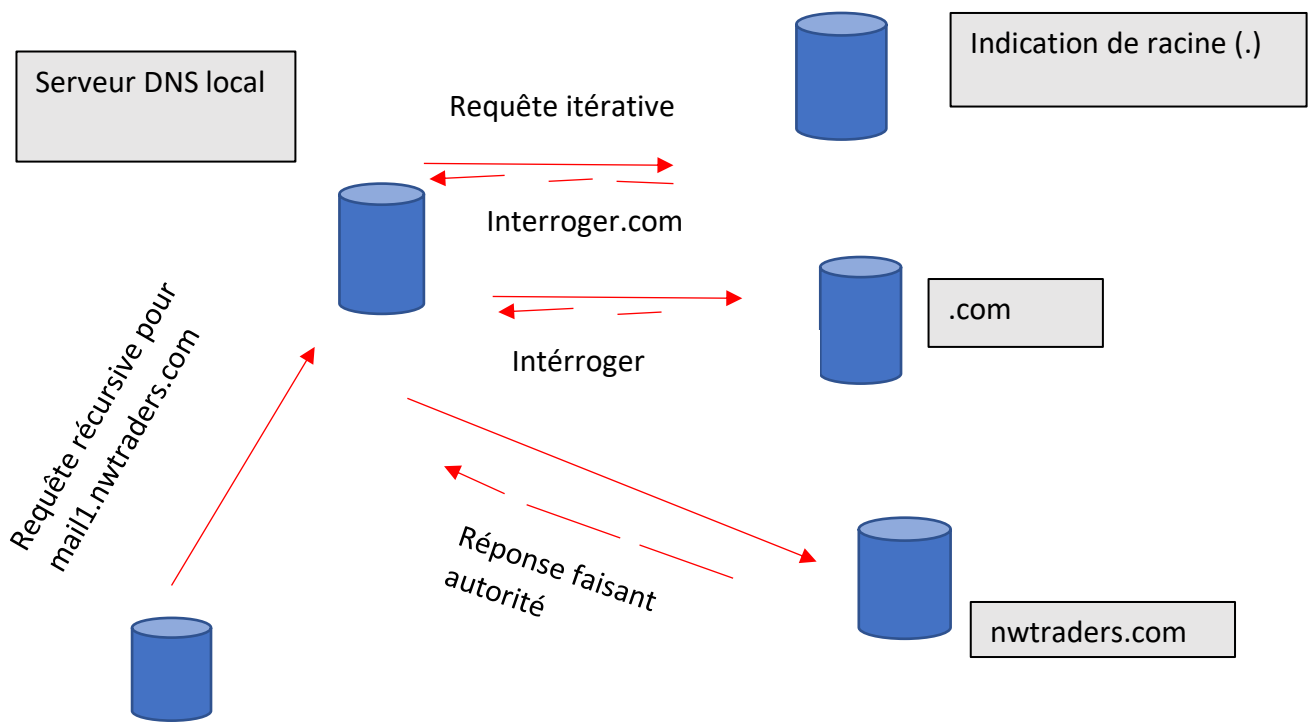 Serveur DNS local
Indication de racine (.)
Requête itérative
Interroger.com
.com
Intérroger
Requête récursive pour
mail1.nwtraders.com
Réponse faisant
autorité
nwtraders.com